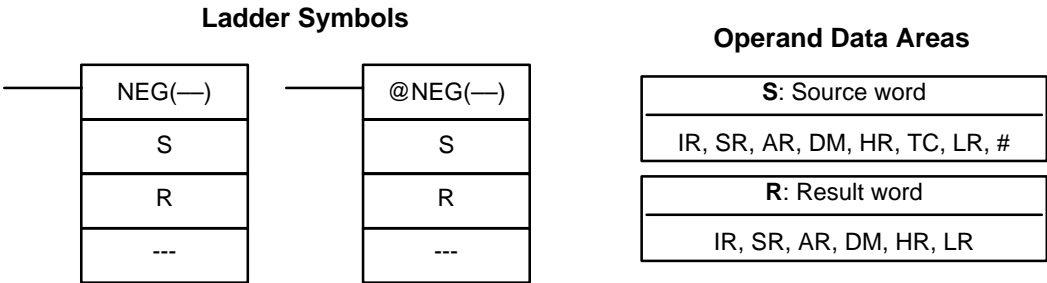 Ladder Symbols
NEG(––)
S
R
---
@NEG(––)
S
R
---
Operand Data Areas
S: Source word
IR, SR, AR, DM, HR, TC, LR, #
R: Result word
IR, SR, AR, DM, HR, LR